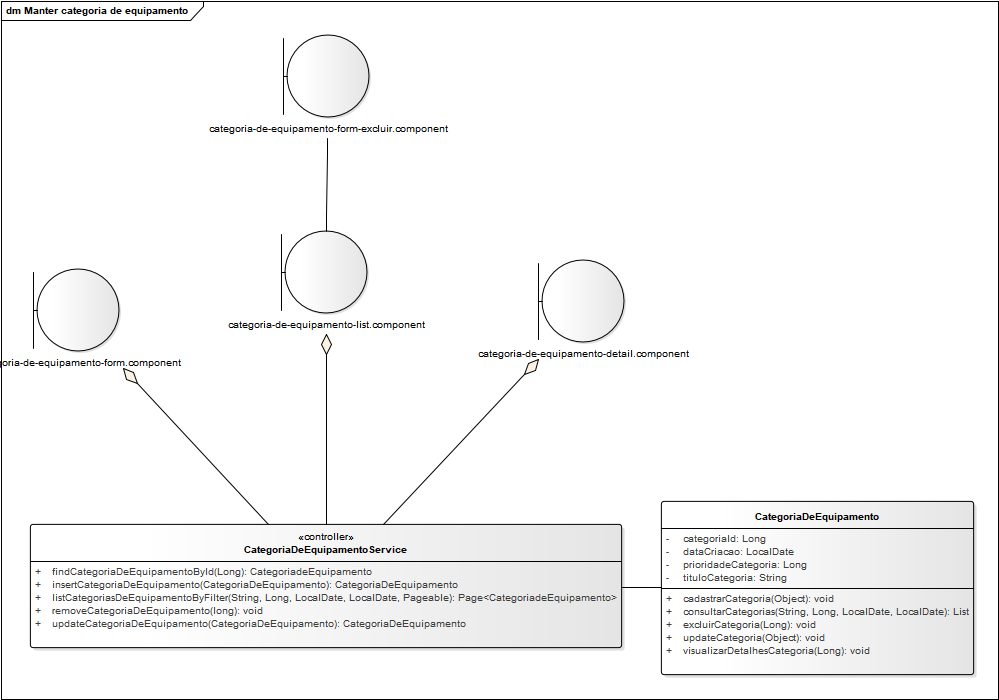 dm Manter categoria de equipamento
categoria-de-equipamento-form-excluir.component
categoria-de-equipamento-list.component
categoria-de-equipamento-detail.component
oria-de-equipamento-form.component
«controller»
CategoriaDeEquipamentoService
+ findCategoriaDeEquipamentoById(Long): CategoriadeEquipamento
+ insertCategoriaDeEquipamento(CategoriaDeEquipamento): CategoriaDeEquipamento
+ listCategoriasDeEquipamentoByFilter(String, Long, LocalDate, LocalDate, Pageable): Page<CategoriadeEquipamento>
+ removeCategoriaDeEquipamento(long): void
+ updateCategoriaDeEquipamento(CategoriaDeEquipamento): CategoriaDeEquipamento
CategoriaDeEquipamento
- categoriaId: Long
- dataCriacao: LocalDate
- prioridadeCategoria: Long
- tituloCategoria: String
+ cadastrarCategoria(Object): void
+ consultarCategorias(String, Long, LocalDate, LocalDate): List
+ excluirCategoria(Long): void
+ updateCategoria(Object): void
+ visualizarDetalhesCategoria(Long): void